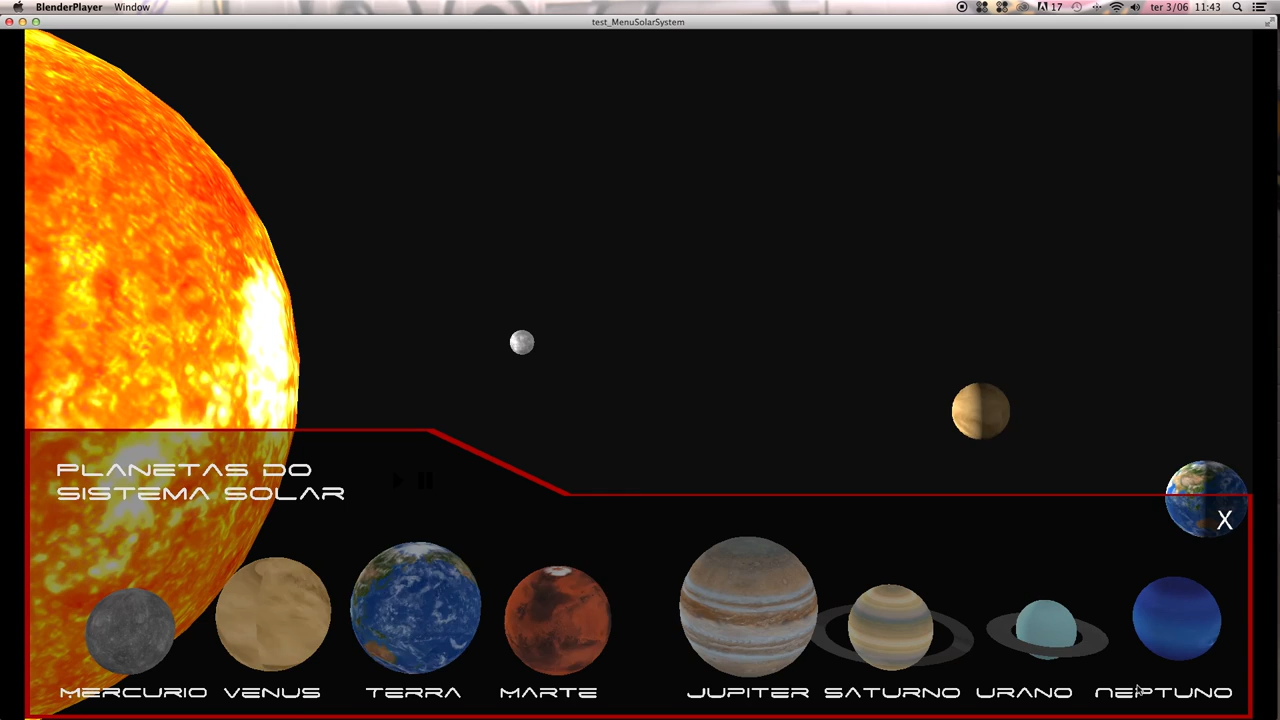 BlenderPlayer Window 17 ter 3/06 11:43
test_MenuSolarSystem
PLANETAS DO
SISTEMA SOLAR
X
MERCURIO VENUS TERRA MARTE JUPITER SATURNO URANO NEPTUNO